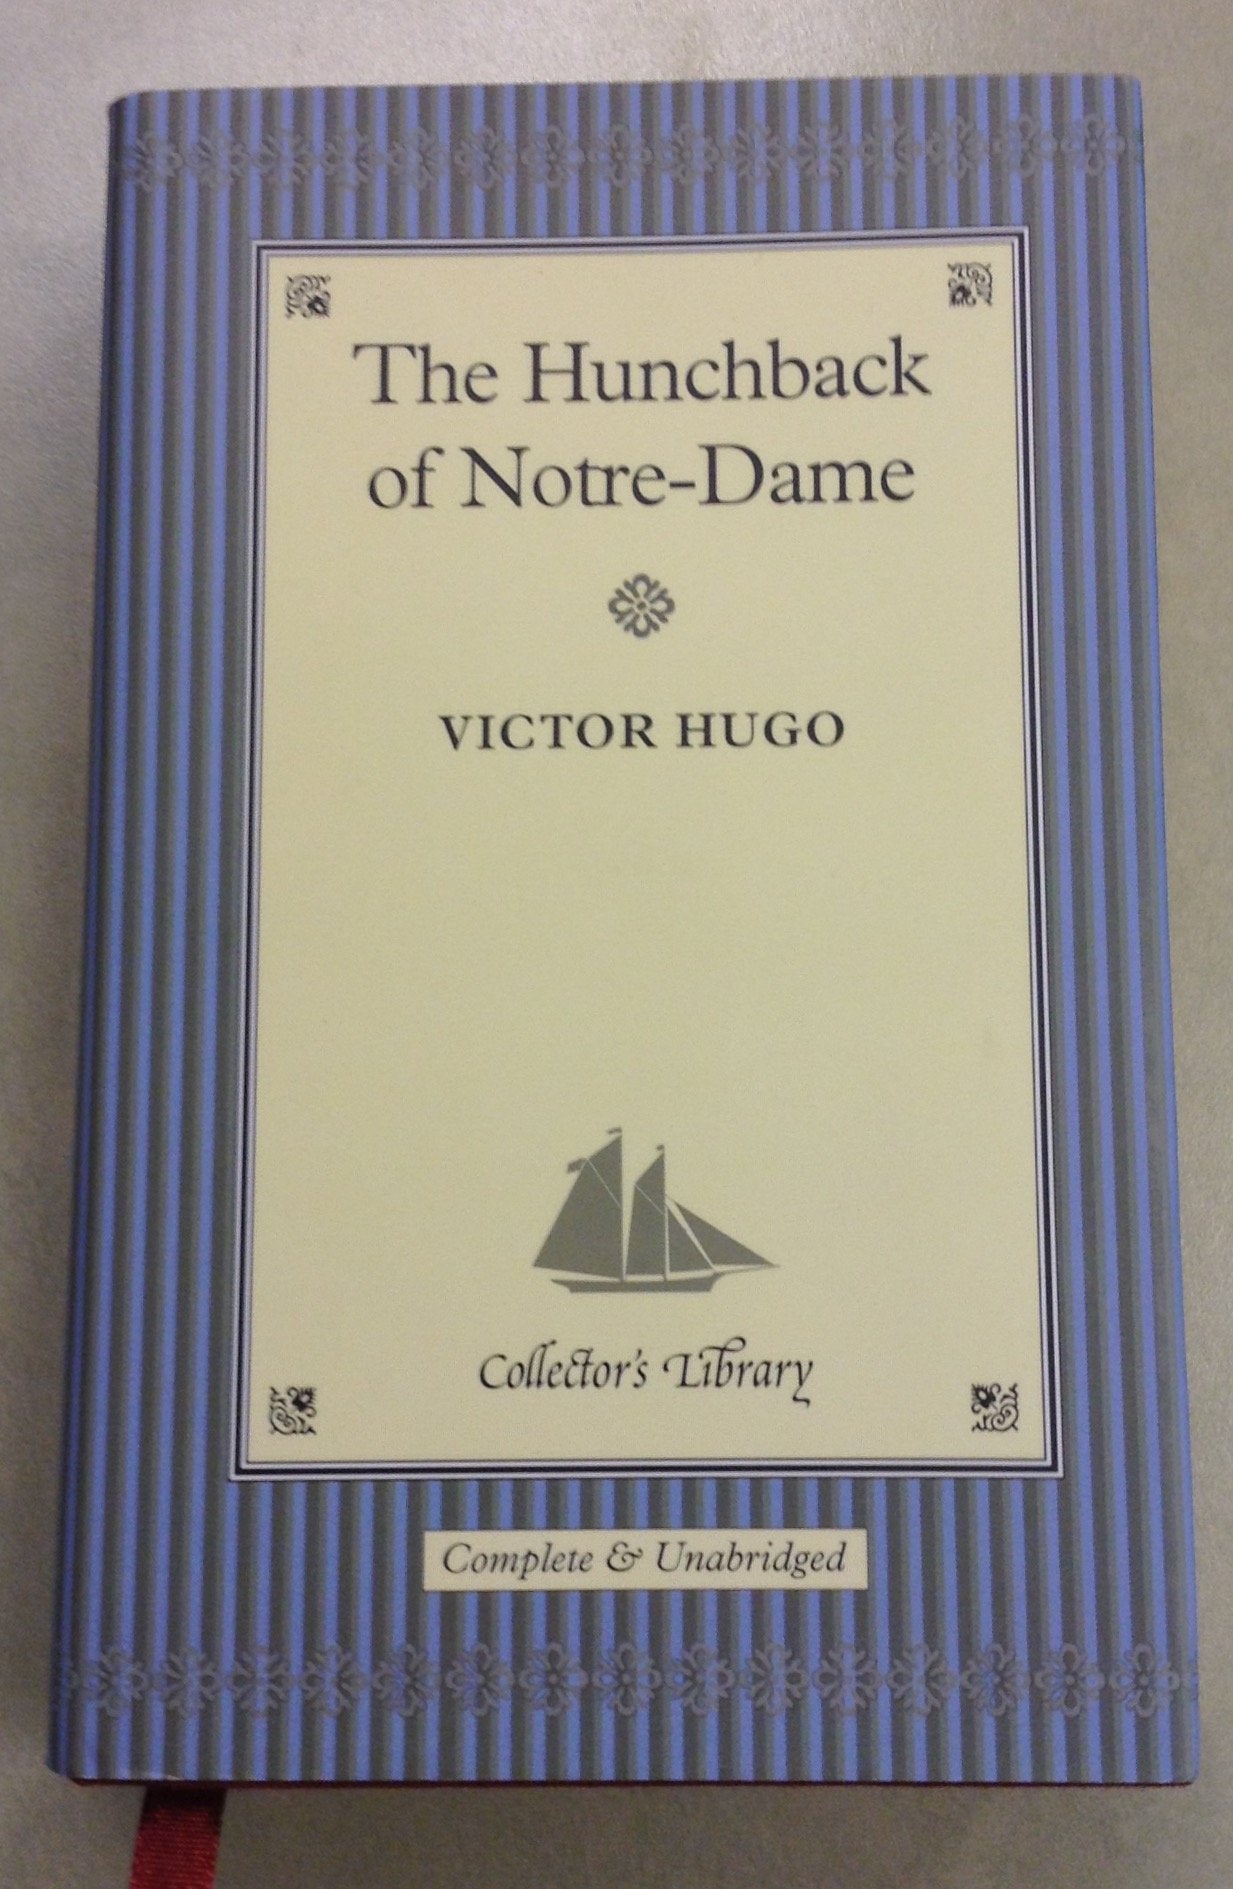 The Hunchback
of Notre-Dame
VICTOR HUGO
Collector's Library
Complete & Unabridged